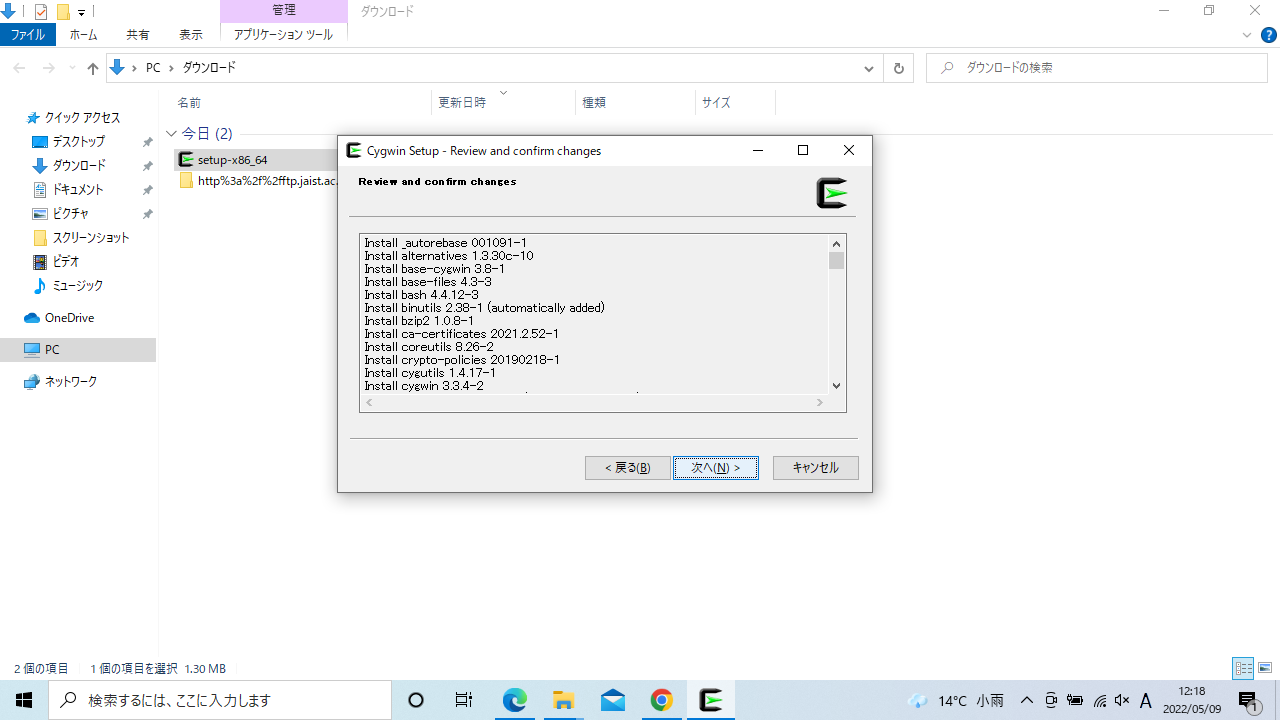 管理
ダウンロード
ファイル
ホーム
共有
表示
アプリケーション ツール
PC
ダウンロード
ダウンロードの検索
名前
更新日時
種類
サイズ
クイック アクセス
デスクトップ
ダウンロード
ドキュメント
ピクチャ
スクリーンショット
ビデオ
ミュージック
OneDrive
PC
ネットワーク
今日 (2)
setup-x86_64
http%3a%2f%2fftp.jaist.ac.
Cygwin Setup - Review and confirm changes
Review and confirm changes
Install _autorebase 001091-1
Install alternatives 1.3.30c-10
Install base-cygwin 3.8-1
Install base-files 4.3-3
Install bash 4.4.12-3
Install binutils 2.38-1 (automatically added)
Install bzip2 1.0.8-1
Install ca-certificates 2021.2.52-1
Install coreutils 8.26-2
Install crypto-policies 20190218-1
Install cygutils 1.4.17-1
Install cygwin 3.3.4-2
< 戻る(B)
次へ(N) >
キャンセル
2 個の項目
1 個の項目を選択 1.30 MB
検索するには、ここに入力します
14°C 小雨
A
12:18
2022/05/09
1